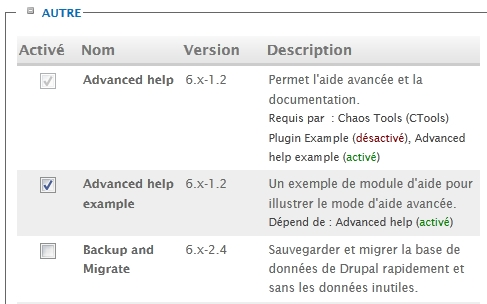 AUTRE
Activé Nom Version Description
Advanced help 6.x-1.2 Permet l'aide avancée et la
documentation.
Requis par : Chaos Tools (CTools)
Plugin Example (désactivé), Advanced
help example (activé)
Advanced help 6.x-1.2 Un exemple de module d'aide pour
example illustrer le mode d'aide avancée.
Dépend de : Advanced help (activé)
Backup and 6.x-2.4 Sauvegarder et migrer la base de
Migrate données de Drupal rapidement et
sans les données inutiles.